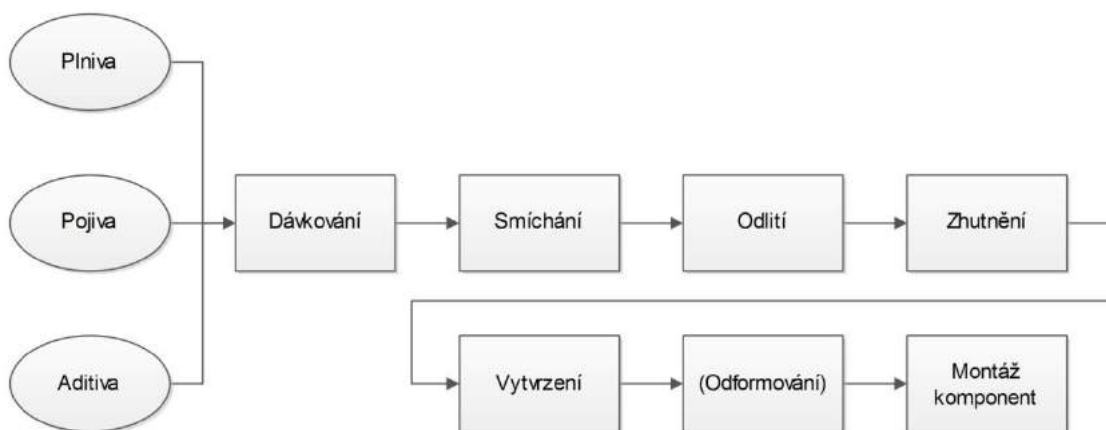 Plniva
Pojiva
Dávkování
Smíchání
Odlití
Zhutnění
Aditiva
Vytvrzení
(Odformování)
Montáž
komponent